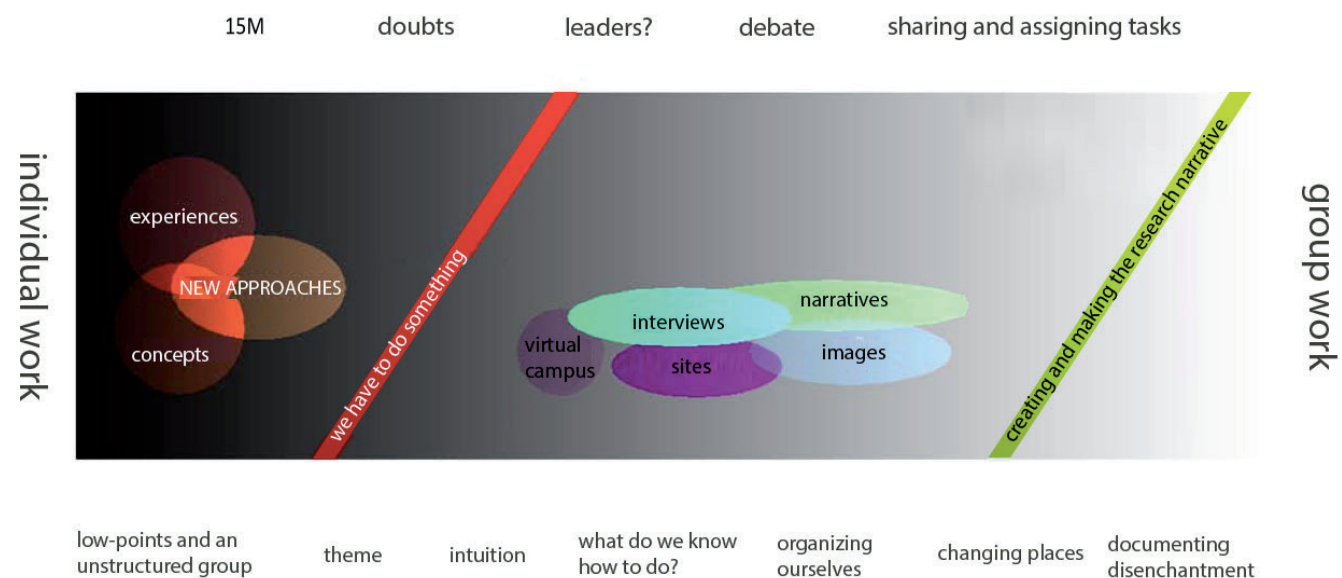 15M doubts leaders? debate sharing and assigning tasks
individual work
experiences
NEW APPROACHES
concepts
we have to do something
virtual
campus
interviews
sites
narratives
images
creating and making the research narrative
group work
low-points and an
unstructured group
theme
intuition
what do we know
how to do?
organizing
ourselves
changing places
documenting
disenchantment